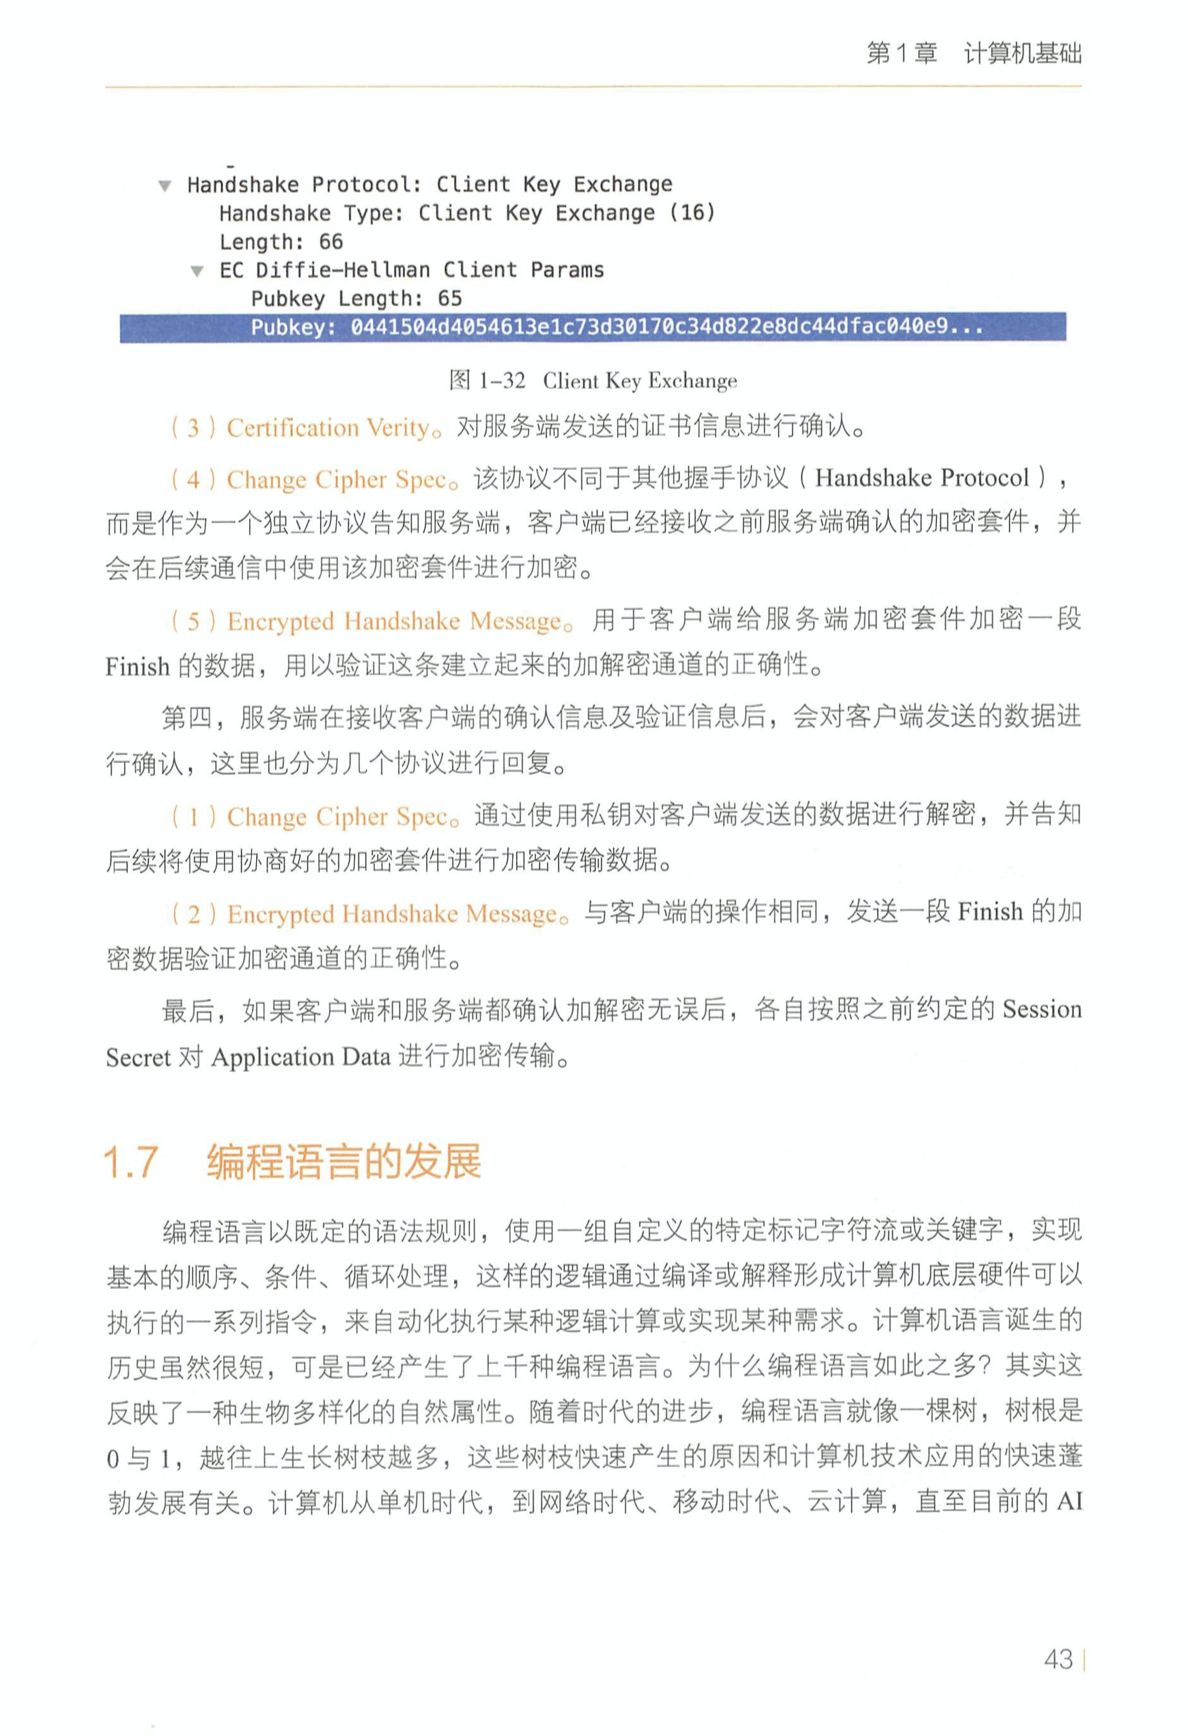 第1章 计算机基础
▼ Handshake Protocol: Client Key Exchange
Handshake Type: Client Key Exchange (16)
Length: 66
▼ EC Diffie-Hellman Client Params
Pubkey Length: 65
Pubkey: 0441504d4054613e1c73d30170c34d822e8dc44dfac040e9...
图 1-32 Client Key Exchange
（3）Certification Verity。对服务端发送的证书信息进行确认。
（4）Change Cipher Spec。该协议不同于其他握手协议（Handshake Protocol），
而是作为一个独立协议告知服务端，客户端已经接收之前服务端确认的加密套件，并
会在后续通信中使用该加密套件进行加密。
（5）Encrypted Handshake Message。用于客户端给服务端加密套件加密一段
Finish 的数据，用以验证这条建立起来的加解密通道的正确性。
第四，服务端在接收客户端的确认信息及验证信息后，会对客户端发送的数据进
行确认，这里也分为几个协议进行回复。
（1）Change Cipher Spec。通过使用私钥对客户端发送的数据进行解密，并告知
后续将使用协商好的加密套件进行加密传输数据。
（2）Encrypted Handshake Message。与客户端的操作相同，发送一段 Finish 的加
密数据验证加密通道的正确性。
最后，如果客户端和服务端都确认加解密无误后，各自按照之前约定的 Session
Secret 对 Application Data 进行加密传输。
1.7 编程语言的发展
编程语言以既定的语法规则，使用一组自定义的特定标记字符流或关键字，实现
基本的顺序、条件、循环处理，这样的逻辑通过编译或解释形成计算机底层硬件可以
执行的一系列指令，来自动化执行某种逻辑计算或实现某种需求。计算机语言诞生的
历史虽然很短，可是已经产生了上千种编程语言。为什么编程语言如此之多？其实这
反映了一种生物多样化的自然属性。随着时代的进步，编程语言就像一棵树，树根是
0 与 1，越往上生长树枝越多，这些树枝快速产生的原因和计算机技术应用的快速蓬
勃发展有关。计算机从单机时代，到网络时代、移动时代、云计算，直至目前的 AI
43